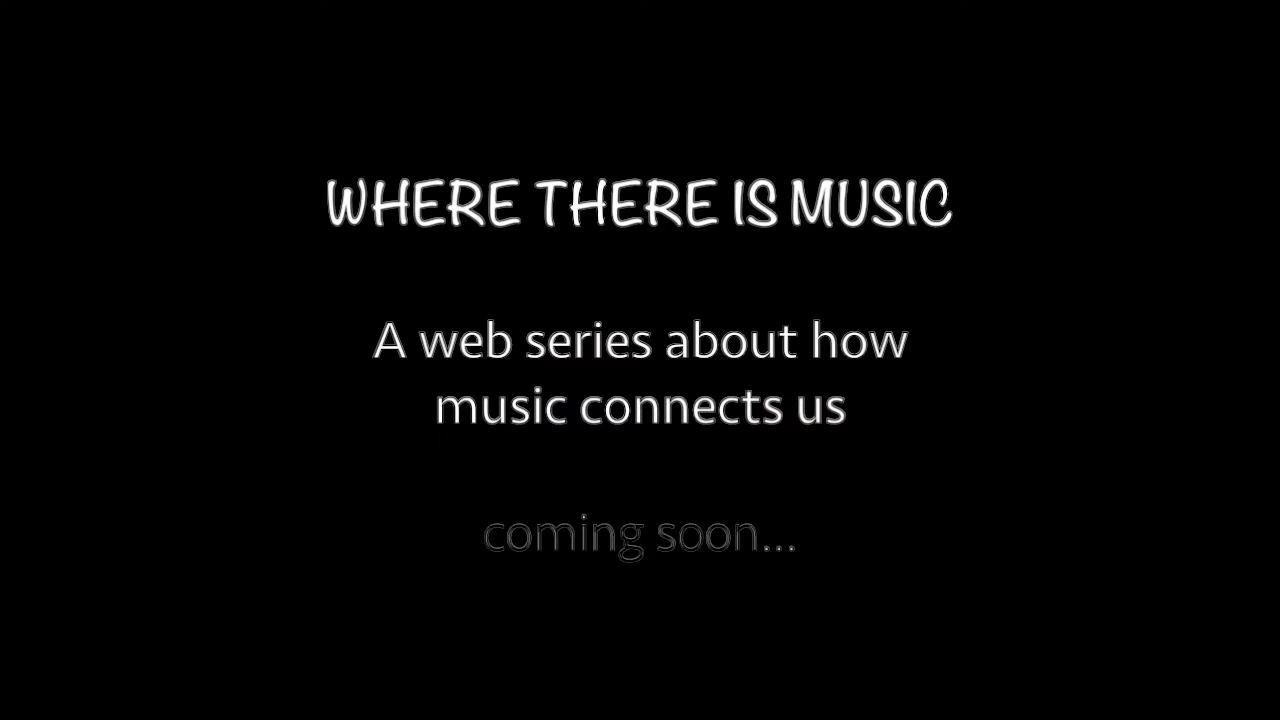 WHERE THERE IS MUSIC
A web series about how
music connects us
coming soon...